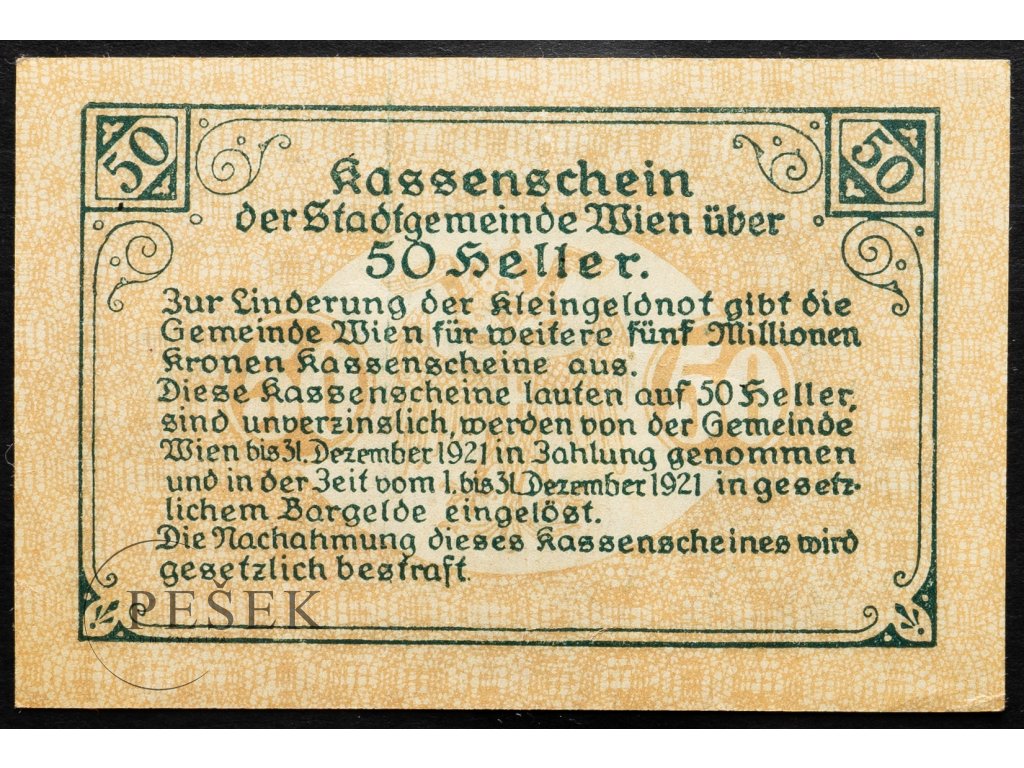 50
50
Kassenschein
der Stadtgemeinde Wien über
50 Heller.
Zur Linderung der Kleingeldnot gibt die
Gemeinde Wien für weitere fünf Millionen
Kronen Kassenscheine aus.
Diese Kassenscheine lauten auf 50 Heller,
sind unverzinslich, werden von der Gemeinde
Wien bis 31. Dezember 1921 in Zahlung genommen
und in der Zeit vom 1. bis 31. Dezember 1921 in gesetz-
lichem Bargelde eingelöst.
Die Nachahmung dieses Kassenscheines wird
gesetzlich bestraft.
50
50
PEŠEK